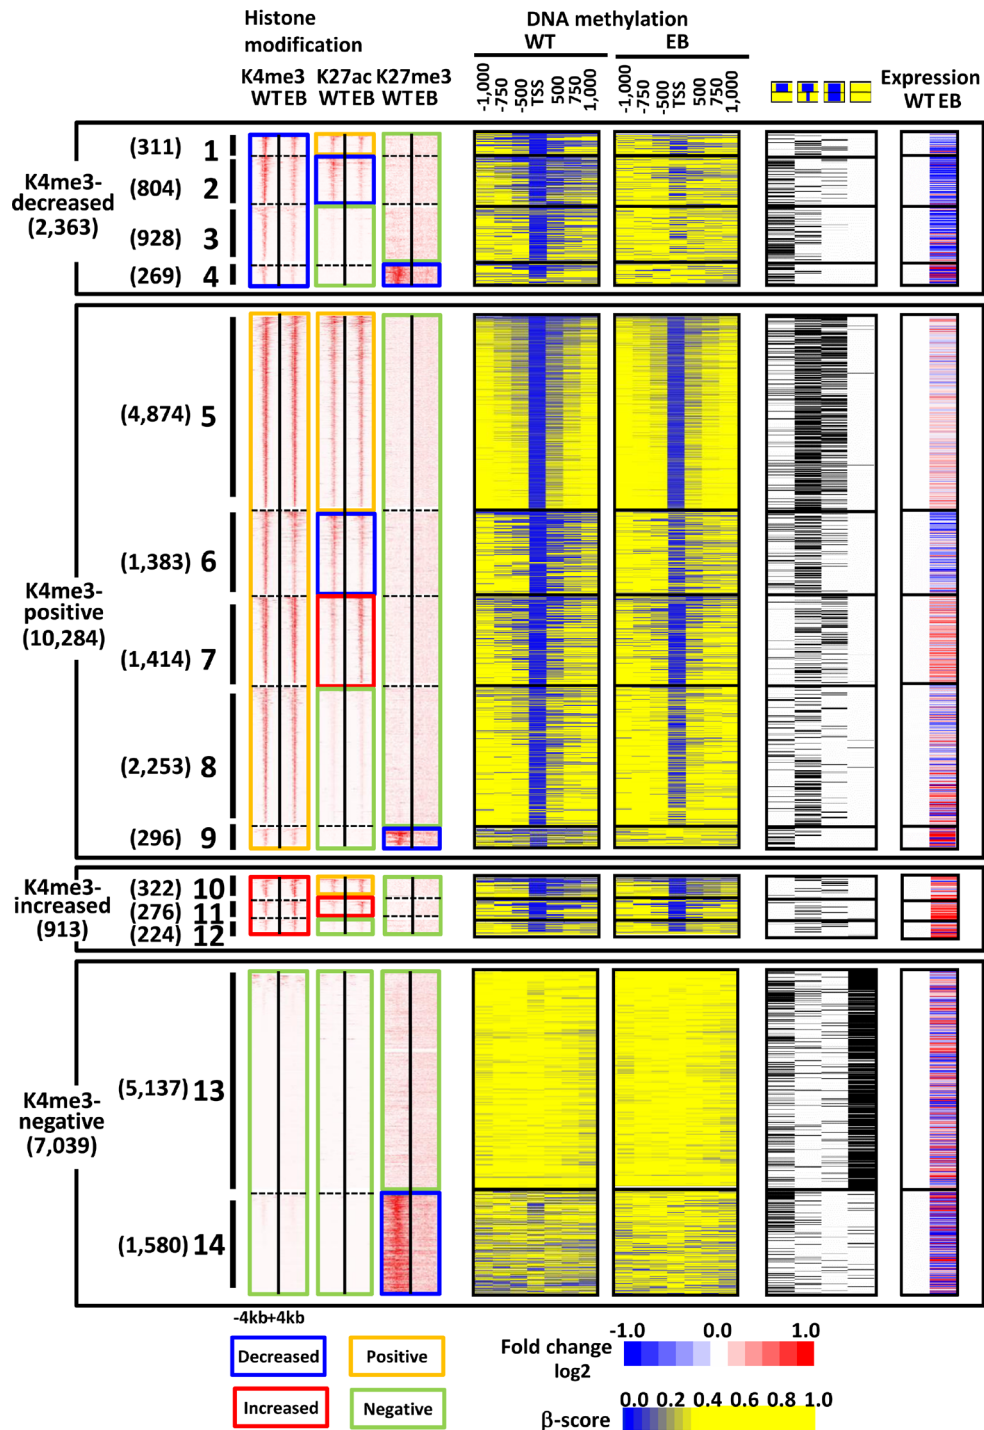 Histone
modification
DNA methylation
WT EB
K4me3 K27ac K27me3
WT EB WT EB WT EB
-1,000 -750 -500 TSS 500 750 1,000
-1,000 -750 -500 TSS 500 750 1,000
Expression
WT EB
K4me3-
decreased
(2,363)
(311) 1
(804) 2
(928) 3
(269) 4
K4me3-
positive
(10,284)
(4,874) 5
(1,383) 6
(1,414) 7
(2,253) 8
(296) 9
K4me3-
increased
(913)
(322) 10
(276) 11
(224) 12
K4me3-
negative
(7,039)
(5,137) 13
(1,580) 14
-4kb+4kb
Decreased Positive
Increased Negative
Fold change
log2
-1.0 0.0 1.0
β-score
0.0 0.2 0.4 0.6 0.8 1.0